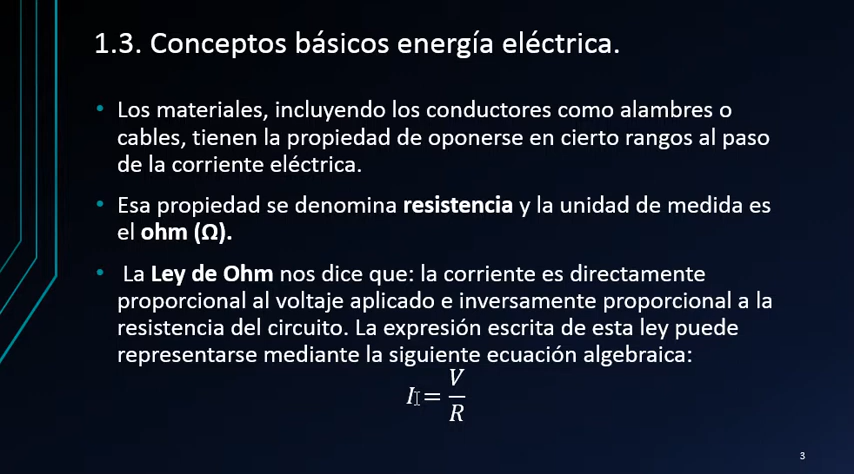 1.3. Conceptos básicos energía eléctrica.
• Los materiales, incluyendo los conductores como alambres o
cables, tienen la propiedad de oponerse en cierto rangos al paso
de la corriente eléctrica.
• Esa propiedad se denomina resistencia y la unidad de medida es
el ohm (Ω).
• La Ley de Ohm nos dice que: la corriente es directamente
proporcional al voltaje aplicado e inversamente proporcional a la
resistencia del circuito. La expresión escrita de esta ley puede
representarse mediante la siguiente ecuación algebraica:
I = V/R
3